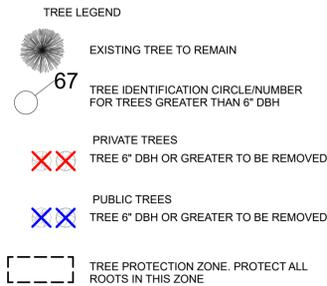 TREE LEGEND
EXISTING TREE TO REMAIN
67
TREE IDENTIFICATION CIRCLE/NUMBER
FOR TREES GREATER THAN 6" DBH
PRIVATE TREES
TREE 6" DBH OR GREATER TO BE REMOVED
PUBLIC TREES
TREE 6" DBH OR GREATER TO BE REMOVED
TREE PROTECTION ZONE. PROTECT ALL
ROOTS IN THIS ZONE